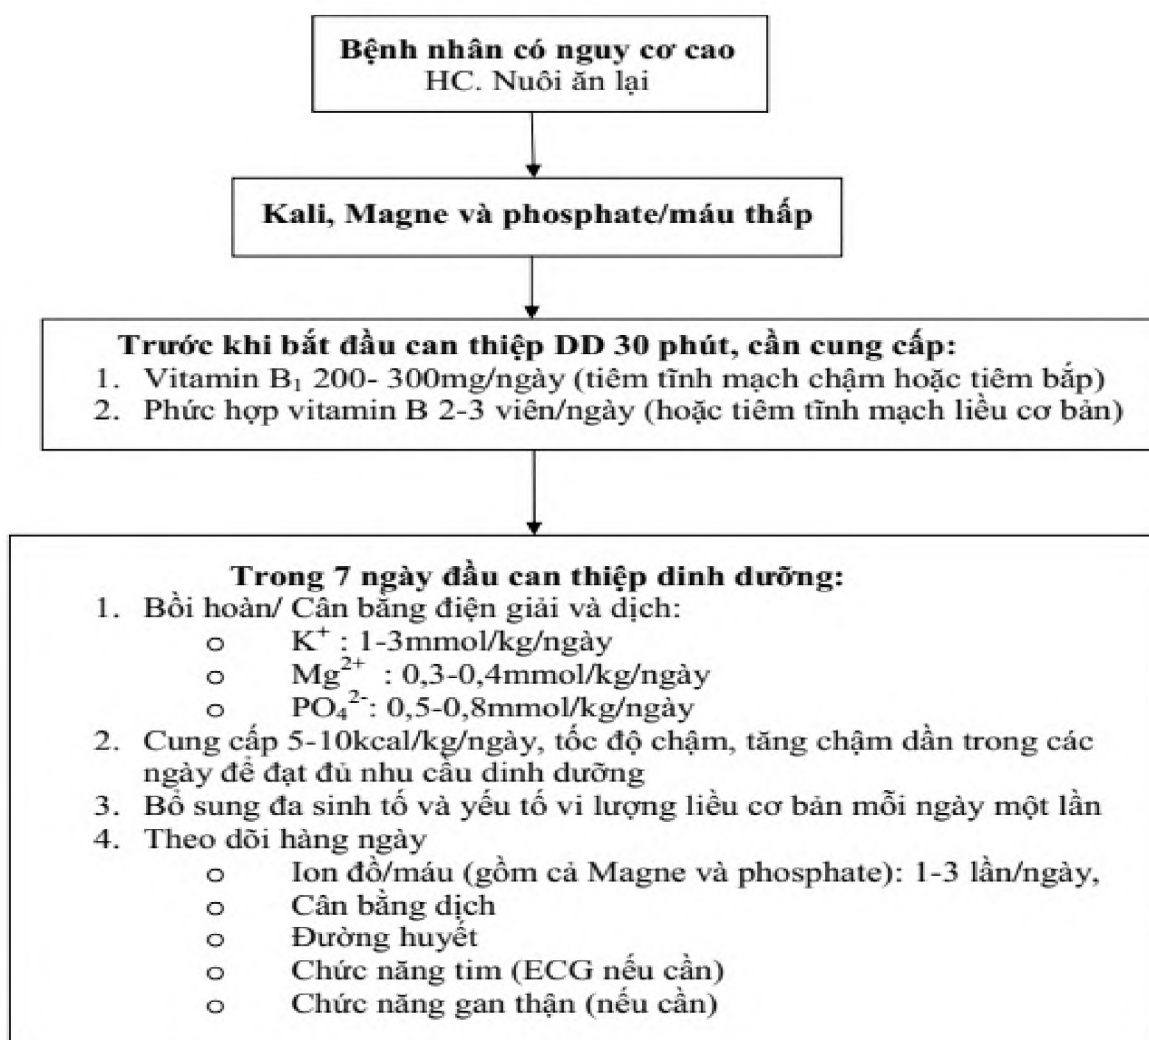 Bệnh nhân có nguy cơ cao
HC. Nuôi ăn lại
Kali, Magne và phosphate/máu thấp
Trước khi bắt đầu can thiệp DD 30 phút, cần cung cấp:
1. Vitamin B₁ 200- 300mg/ngày (tiêm tĩnh mạch chậm hoặc tiêm bắp)
2. Phức hợp vitamin B 2-3 viên/ngày (hoặc tiêm tĩnh mạch liều cơ bản)
Trong 7 ngày đầu can thiệp dinh dưỡng:
1. Bồi hoàn/ Cân bằng điện giải và dịch:
o K⁺ : 1-3mmol/kg/ngày
o Mg²⁺ : 0,3-0,4mmol/kg/ngày
o PO₄²⁻: 0,5-0,8mmol/kg/ngày
2. Cung cấp 5-10kcal/kg/ngày, tốc độ chậm, tăng chậm dần trong các
ngày để đạt đủ nhu cầu dinh dưỡng
3. Bổ sung đa sinh tố và yếu tố vi lượng liều cơ bản mỗi ngày một lần
4. Theo dõi hàng ngày
o Ion đồ/máu (gồm cả Magne và phosphate): 1-3 lần/ngày,
o Cân bằng dịch
o Đường huyết
o Chức năng tim (ECG nếu cần)
o Chức năng gan thận (nếu cần)